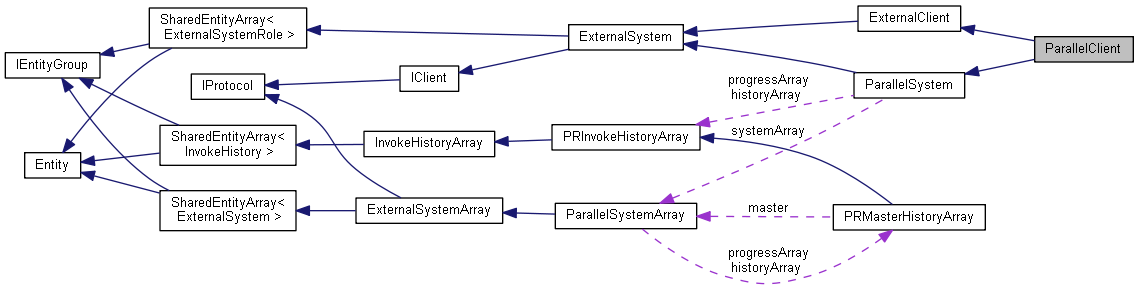 SharedEntityArray<
ExternalSystemRole >
ExternalClient
ExternalSystem
ParallelClient
IEntityGroup
IClient
IProtocol
ParallelSystem
progressArray
historyArray
systemArray
SharedEntityArray<
InvokeHistory >
PRInvokeHistoryArray
InvokeHistoryArray
Entity
SharedEntityArray<
ExternalSystem >
ExternalSystemArray
ParallelSystemArray
master
PRMasterHistoryArray
progressArray
historyArray